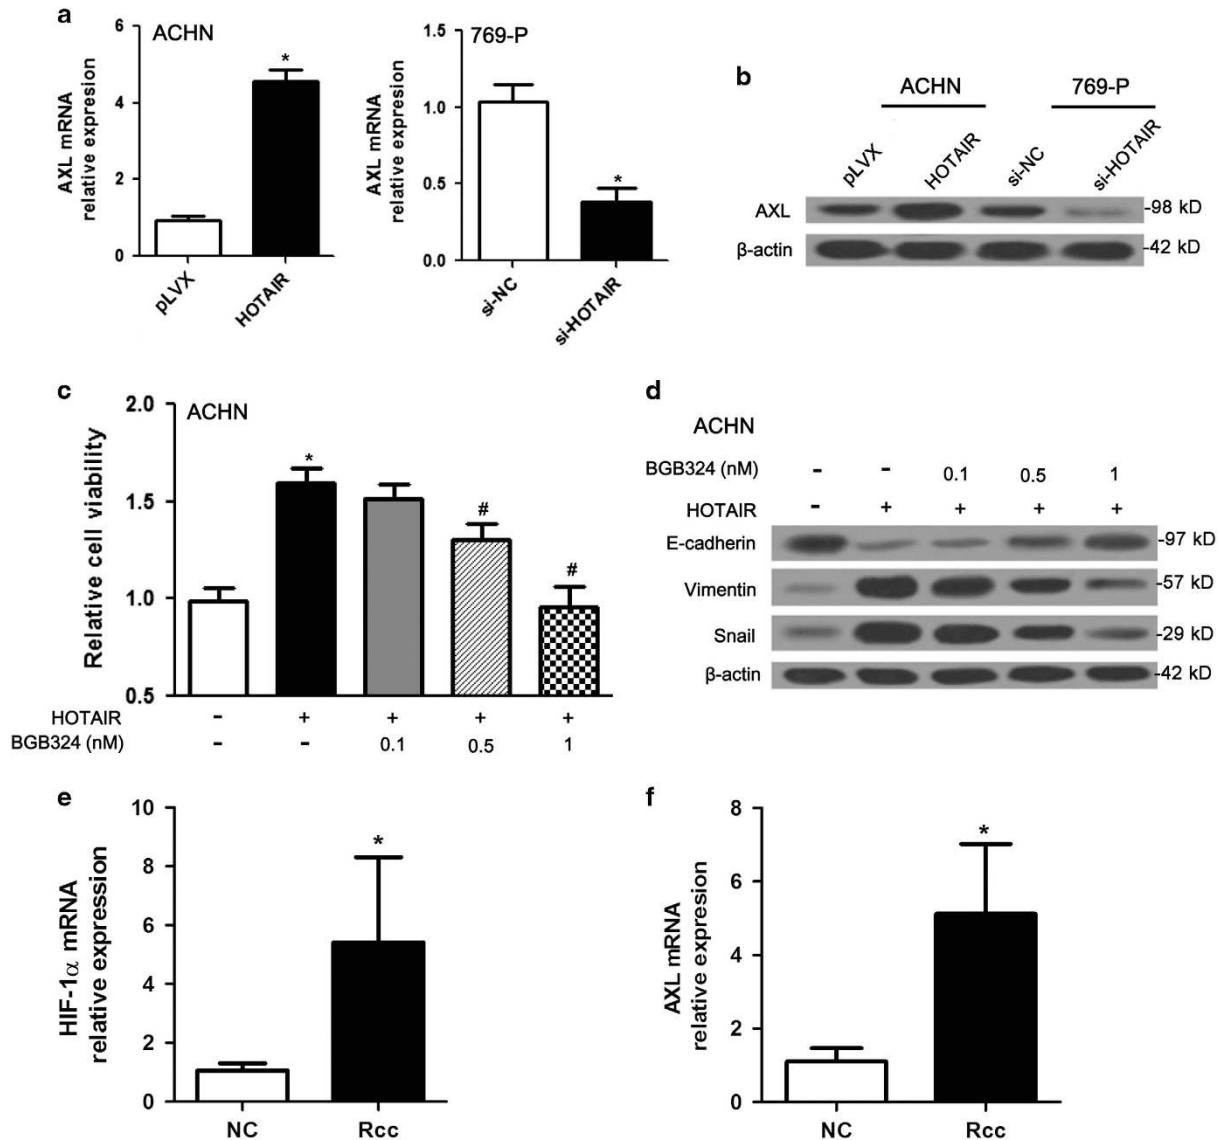 a
ACHN
AXL mRNA
relative expression
6
4
2
0
*
pLVX
HOTAIR
769-P
AXL mRNA
relative expresion
1.5
1.0
0.5
0.0
*
si-NC
si-HOTAIR
b
ACHN 769-P
pLVX HOTAIR si-NC si-HOTAIR
AXL -98 kD
β-actin -42 kD
c
ACHN
Relative cell viability
2.0
1.5
1.0
0.5
*
#
#
HOTAIR - + + + +
BGB324 (nM) - - 0.1 0.5 1
d
ACHN
BGB324 (nM) - - 0.1 0.5 1
HOTAIR - + + + +
E-cadherin -97 kD
Vimentin -57 kD
Snail -29 kD
β-actin -42 kD
e
HIF-1α mRNA
relative expression
10
8
6
4
2
0
*
NC Rcc
f
AXL mRNA
relative expresion
8
6
4
2
0
*
NC Rcc